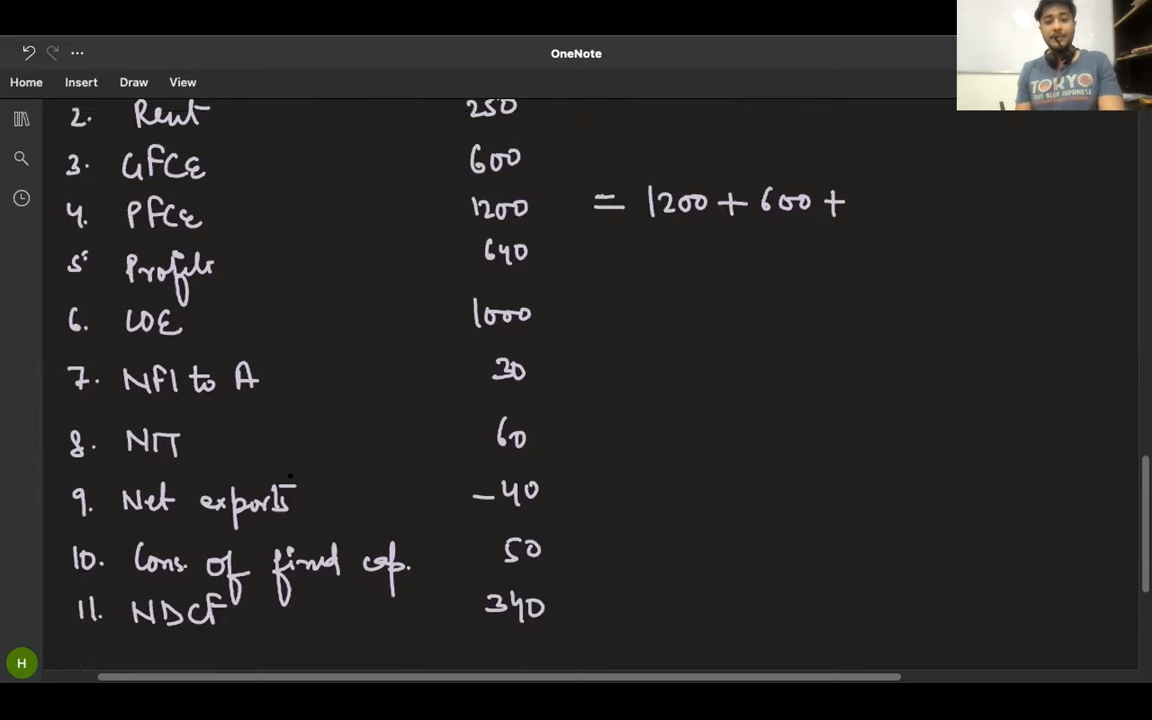 OneNote
Home Insert Draw View
TOKYO
2. Rent 250
3. GFCE 600
4. PFCE 1200 = 1200 + 600 +
5. Profits 640
6. COE 1000
7. NFI to A 30
8. NIT 60
9. Net exports -40
10. Cons. of fixed cap. 50
11. NDCF 340
H